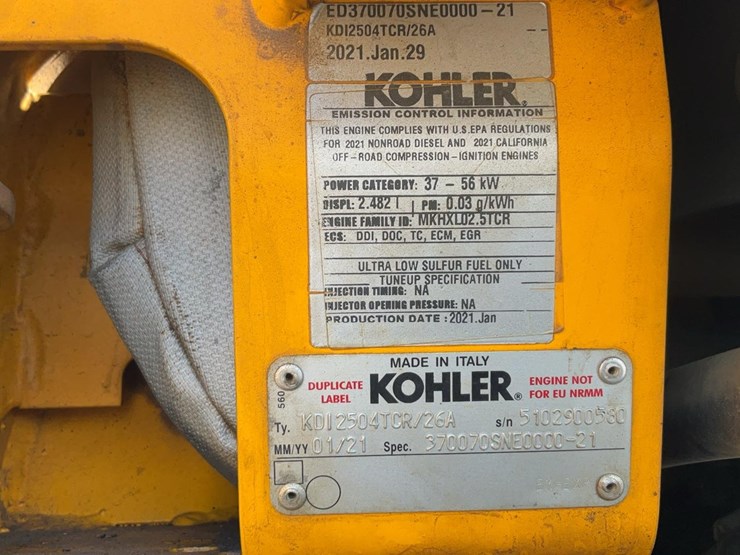 ED370070SNE0000-21
KDI2504TCR/26A --
2021.Jan.29
KOHLER®
EMISSION CONTROL INFORMATION
THIS ENGINE COMPLIES WITH U.S.EPA REGULATIONS
FOR 2021 NONROAD DIESEL AND 2021 CALIFORNIA
OFF-ROAD COMPRESSION-IGNITION ENGINES
POWER CATEGORY: 37 - 56 kW
DISPL: 2.482 l PM: 0.03 g/kWh
ENGINE FAMILY ID: MKHXL02.5TCR
ECS: DDI, DOC, TC, ECM, EGR
ULTRA LOW SULFUR FUEL ONLY
TUNEUP SPECIFICATION
INJECTION TIMING: NA
INJECTOR OPENING PRESSURE: NA
PRODUCTION DATE :2021.Jan
MADE IN ITALY
DUPLICATE LABEL KOHLER® ENGINE NOT FOR EU NRMM
560
Ty. KDI2504TCR/26A s/n 5102900580
MM/YY 01/21 Spec. 370070SNE0000-21